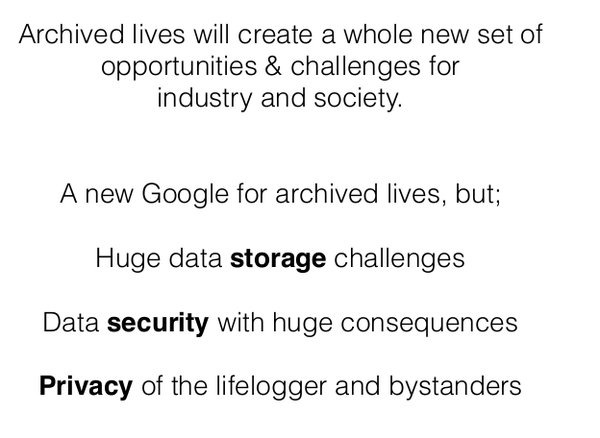 Archived lives will create a whole new set of
opportunities & challenges for
industry and society.
A new Google for archived lives, but;
Huge data storage challenges
Data security with huge consequences
Privacy of the lifelogger and bystanders